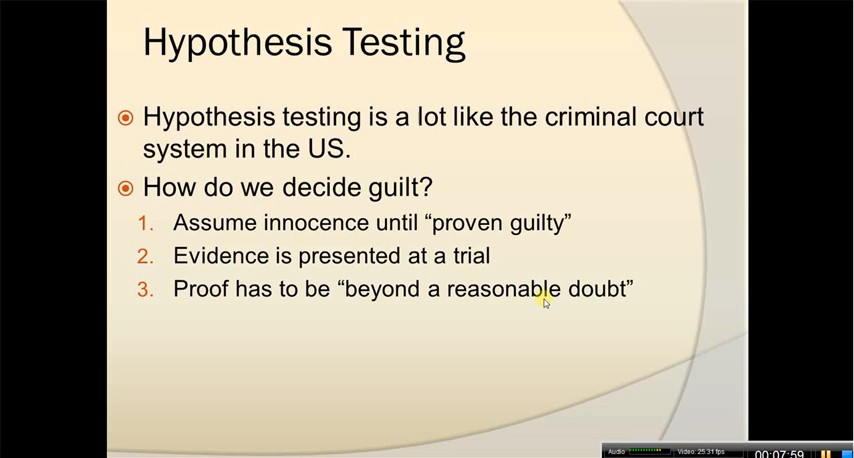 Hypothesis Testing
Hypothesis testing is a lot like the criminal court
system in the US.
How do we decide guilt?
1. Assume innocence until “proven guilty”
2. Evidence is presented at a trial
3. Proof has to be “beyond a reasonable doubt”
Audio Video: 25.31 fps 00:07:59